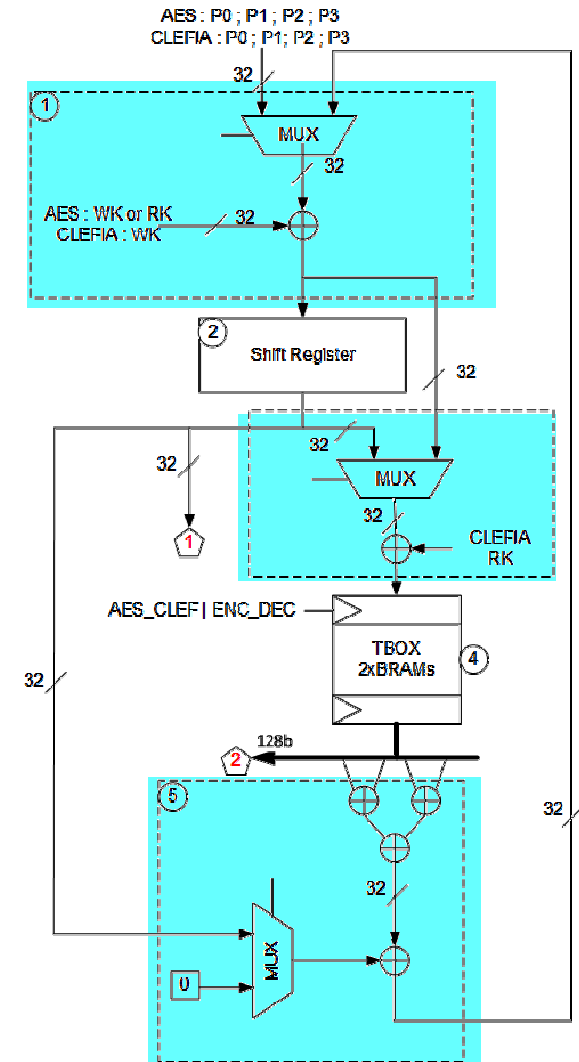 AES : P0 ; P1 ; P2 ; P3
CLEFIA : P0 ; P1; P2 ; P3
32
1
MUX
32
AES : WK or RK
32
CLEFIA : WK
2
Shift Register
32
32
32
MUX
1
32
CLEFIA
RK
AES_CLEF | ENC_DEC
TBOX
2xBRAMs
4
32
128b
2
5
32
32
MUX
0